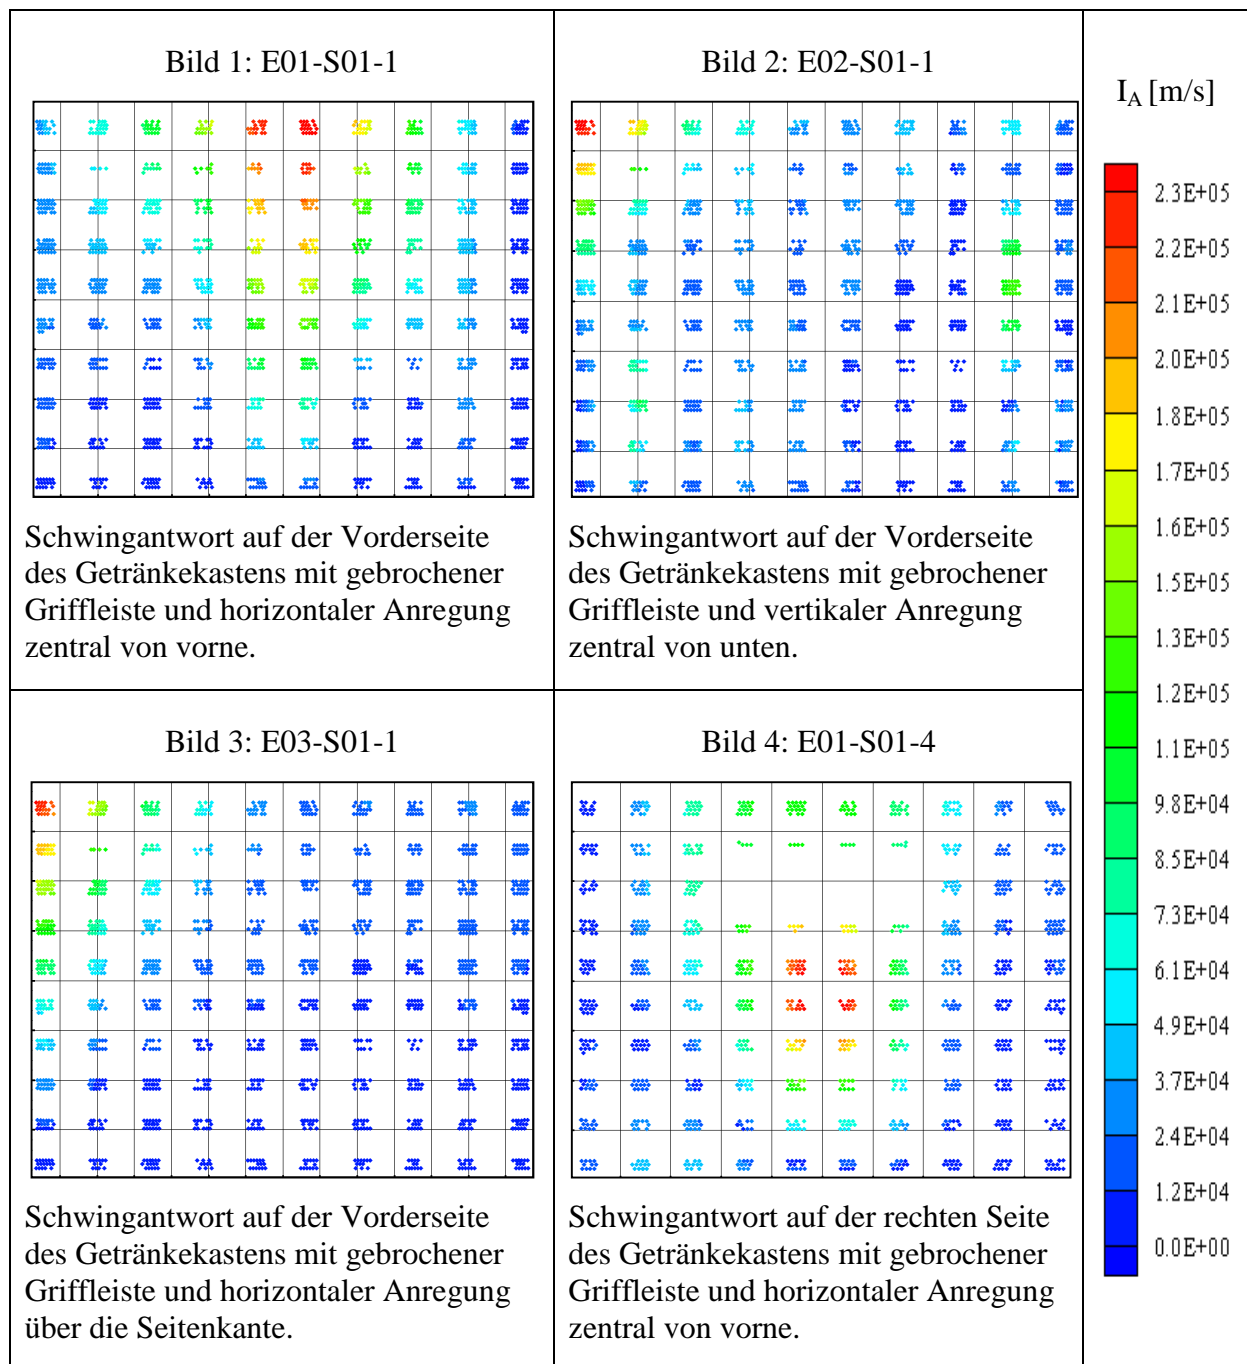 Bild 1: E01-S01-1
Schwingantwort auf der Vorderseite
des Getränkekastens mit gebrochener
Griffleiste und horizontaler Anregung
zentral von vorne.
Bild 2: E02-S01-1
Schwingantwort auf der Vorderseite
des Getränkekastens mit gebrochener
Griffleiste und vertikaler Anregung
zentral von unten.
Bild 3: E03-S01-1
Schwingantwort auf der Vorderseite
des Getränkekastens mit gebrochener
Griffleiste und horizontaler Anregung
über die Seitenkante.
Bild 4: E01-S01-4
Schwingantwort auf der rechten Seite
des Getränkekastens mit gebrochener
Griffleiste und horizontaler Anregung
zentral von vorne.
I_A [m/s]
2.3E+05
2.2E+05
2.1E+05
2.0E+05
1.8E+05
1.7E+05
1.6E+05
1.5E+05
1.3E+05
1.2E+05
1.1E+05
9.8E+04
8.5E+04
7.3E+04
6.1E+04
4.9E+04
3.7E+04
2.4E+04
1.2E+04
0.0E+00